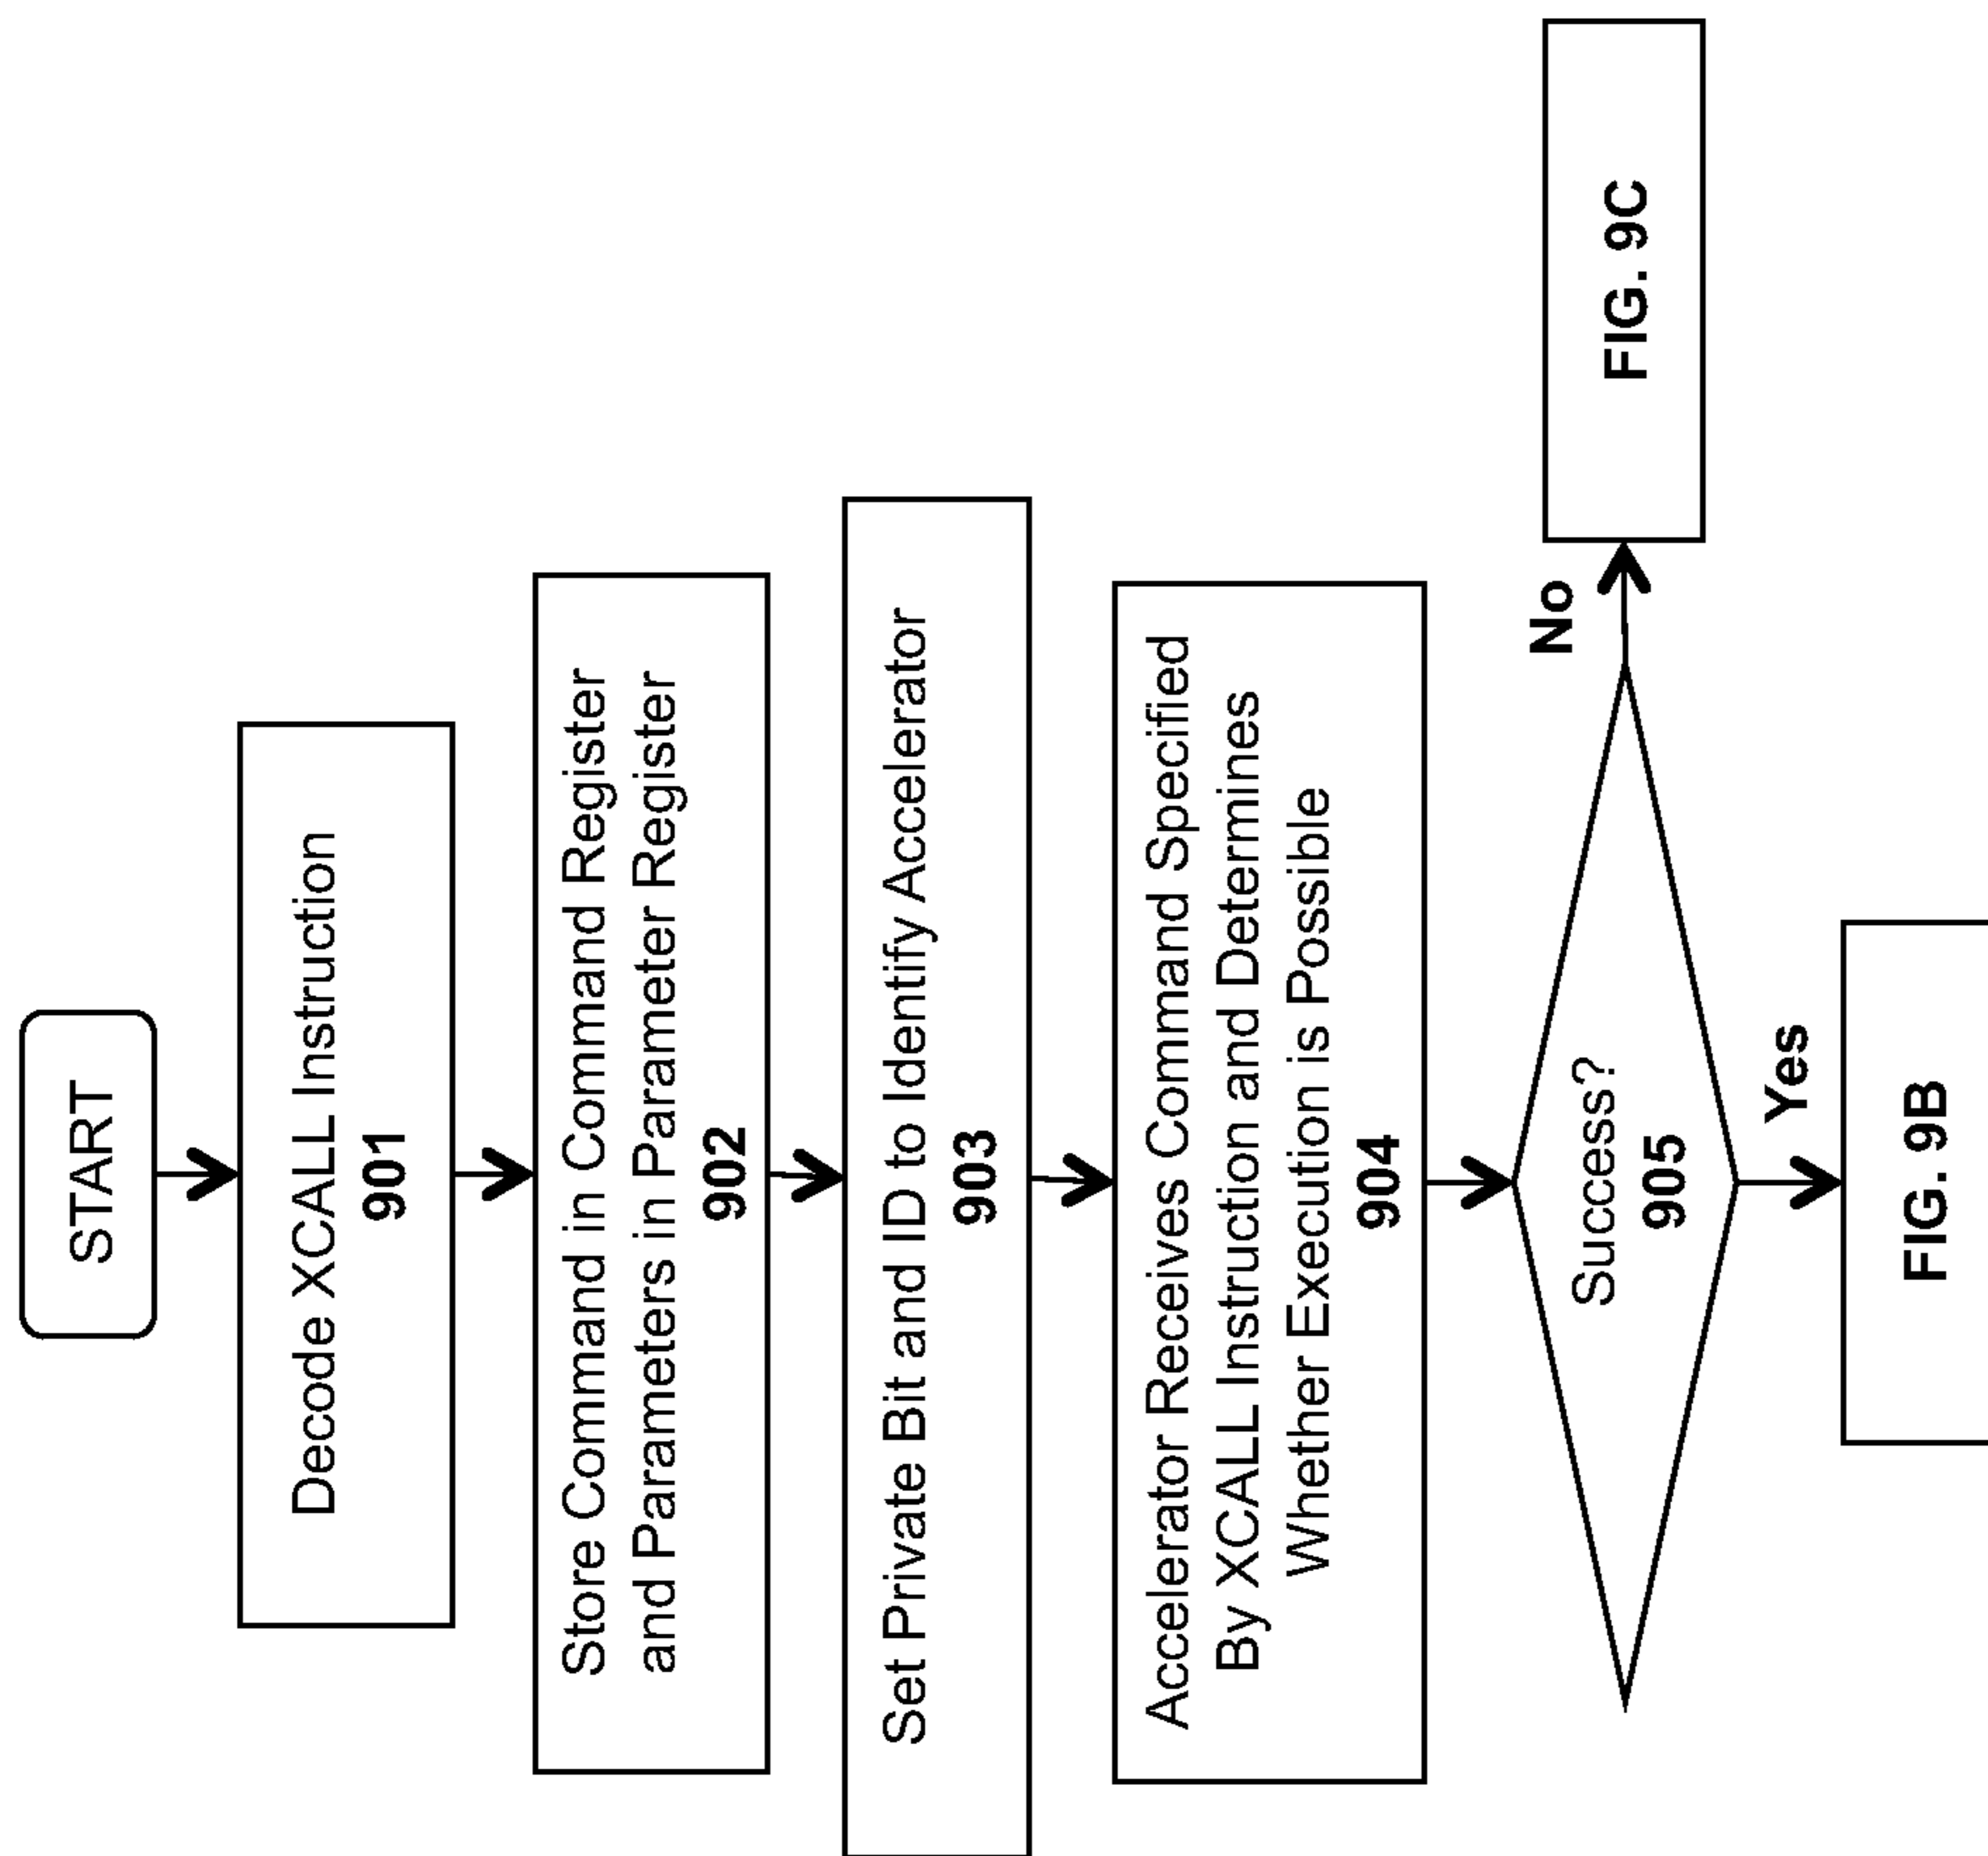 START
Decode XCALL Instruction
901
Store Command in Command Register
and Parameters in Parameter Register
902
Set Private Bit and ID to Identify Accelerator
903
Accelerator Receives Command Specified
By XCALL Instruction and Determines
Whether Execution is Possible
904
Success?
905
No
FIG. 9C
Yes
FIG. 9B